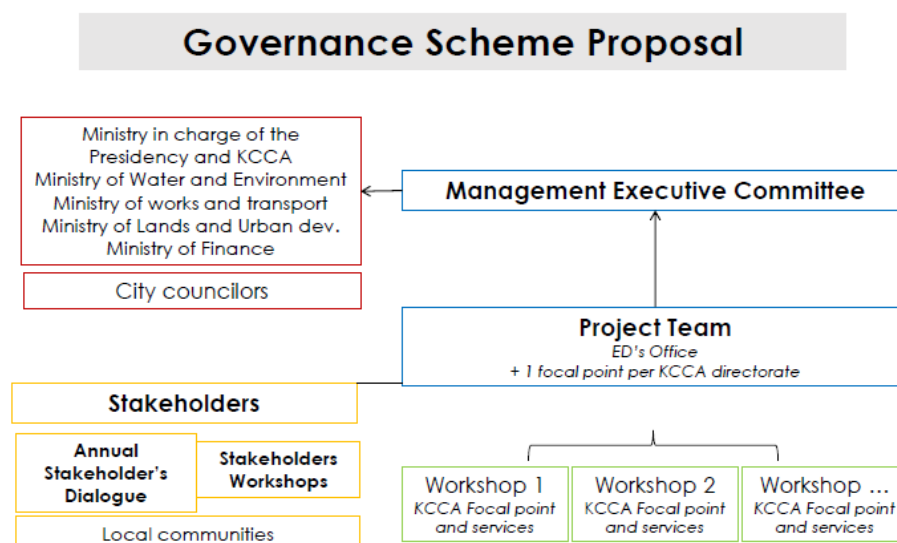 Governance Scheme Proposal
Ministry in charge of the
Presidency and KCCA
Ministry of Water and Environment
Ministry of works and transport
Ministry of Lands and Urban dev.
Ministry of Finance
City councilors
Management Executive Committee
Project Team
ED's Office
+ 1 focal point per KCCA directorate
Stakeholders
Annual
Stakeholder's
Dialogue
Stakeholders
Workshops
Local communities
Workshop 1
KCCA Focal point
and services
Workshop 2
KCCA Focal point
and services
Workshop ...
KCCA Focal point
and services